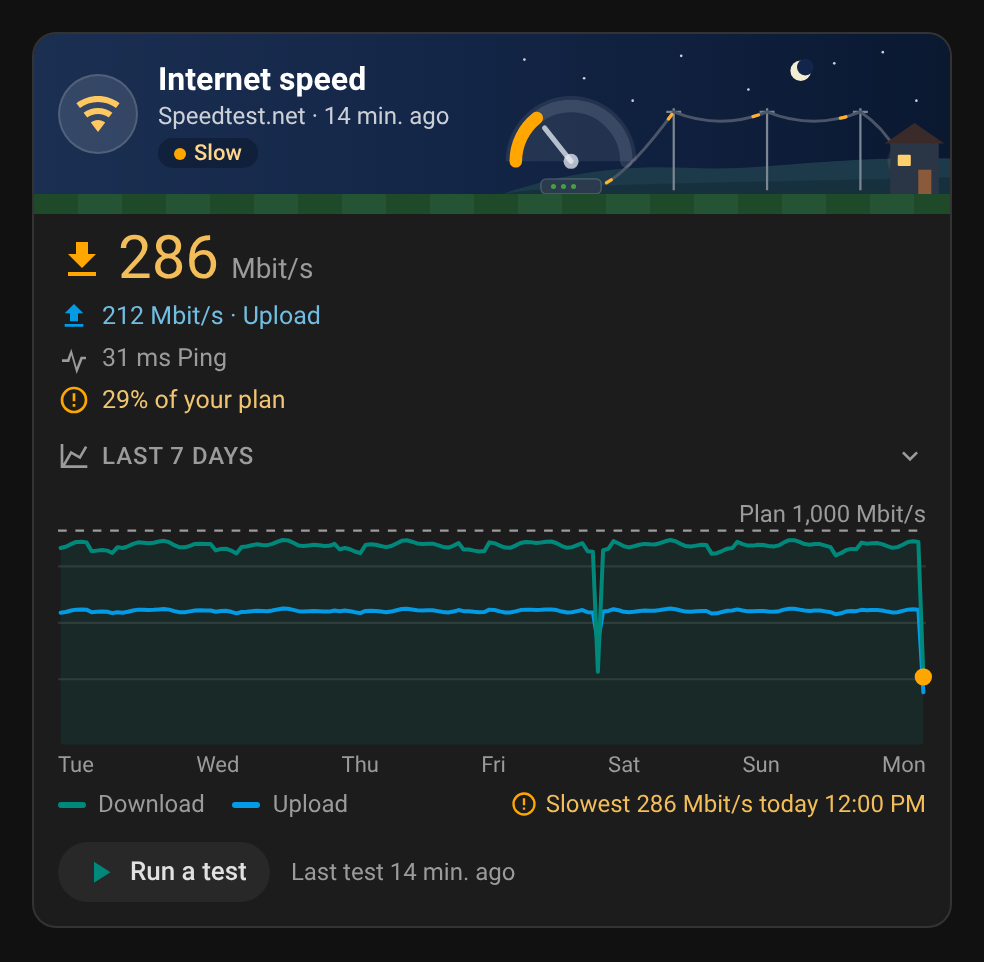 Internet speed
Speedtest.net · 14 min. ago
Slow
286 Mbit/s
212 Mbit/s · Upload
31 ms Ping
29% of your plan
LAST 7 DAYS
Plan 1,000 Mbit/s
Tue Wed Thu Fri Sat Sun Mon
Download Upload Slowest 286 Mbit/s today 12:00 PM
Run a test Last test 14 min. ago